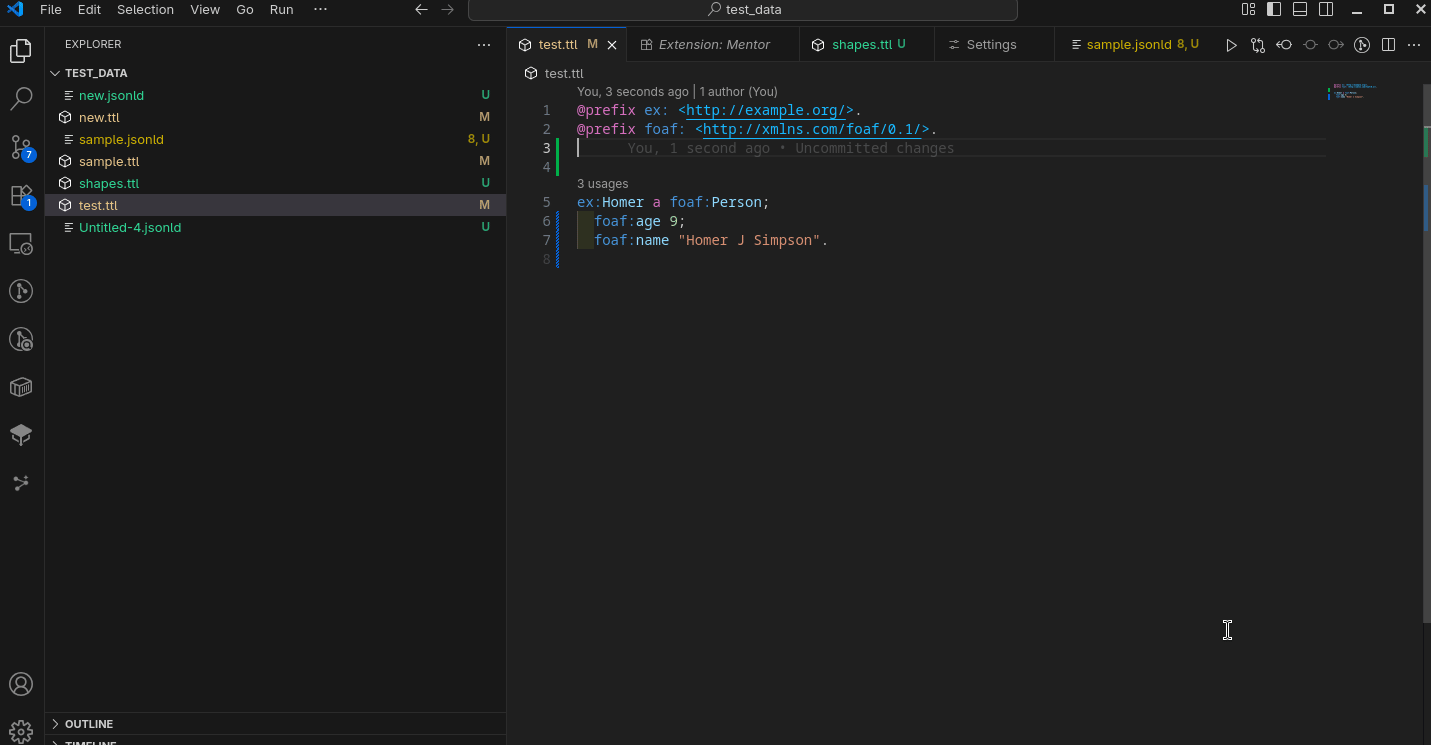 File Edit Selection View Go Run ···
test_data
EXPLORER
TEST_DATA
new.jsonld U
new.ttl M
sample.jsonld 8, U
sample.ttl M
shapes.ttl U
test.ttl M
Untitled-4.jsonld U
7
1
OUTLINE
TIMELINE
test.ttl M
Extension: Mentor
shapes.ttl U
Settings
sample.jsonld 8, U
test.ttl
You, 3 seconds ago | 1 author (You)
1 @prefix ex: <http://example.org/>.
2 @prefix foaf: <http://xmlns.com/foaf/0.1/>.
3 You, 1 second ago • Uncommitted changes
4
3 usages
5 ex:Homer a foaf:Person;
6 foaf:age 9;
7 foaf:name "Homer J Simpson".
8